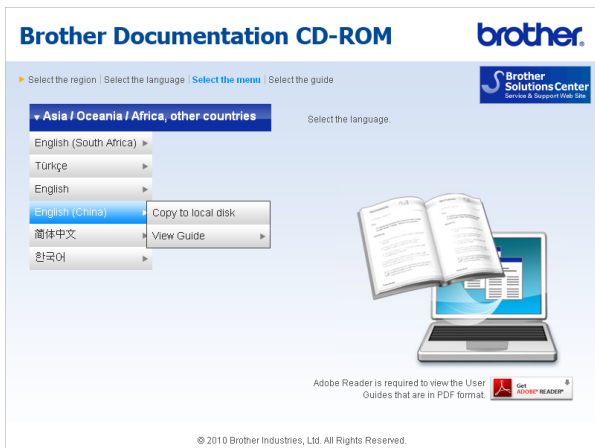 Brother Documentation CD-ROM
brother.
Select the region | Select the language | Select the menu | Select the guide
Brother
Solutions Center
Service & Support Web Site
Asia / Oceania / Africa, other countries
Select the language.
English (South Africa)
Türkçe
English
English (China)
Copy to local disk
简体中文
View Guide
한국어
Adobe Reader is required to view the User
Guides that are in PDF format.
Get
ADOBE® READER®
© 2010 Brother Industries, Ltd. All Rights Reserved.